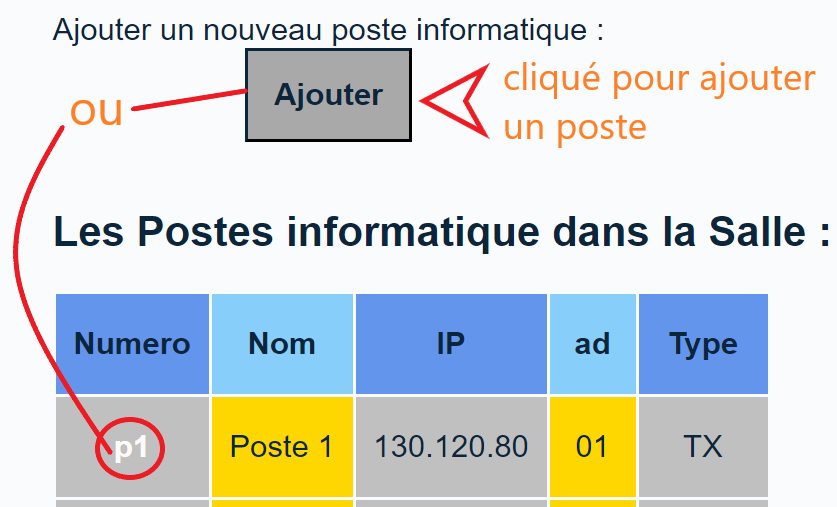 Ajouter un nouveau poste informatique :
ou
Ajouter
cliqué pour ajouter
un poste
Les Postes informatique dans la Salle :
Numero Nom IP ad Type
p1 Poste 1 130.120.80 01 TX